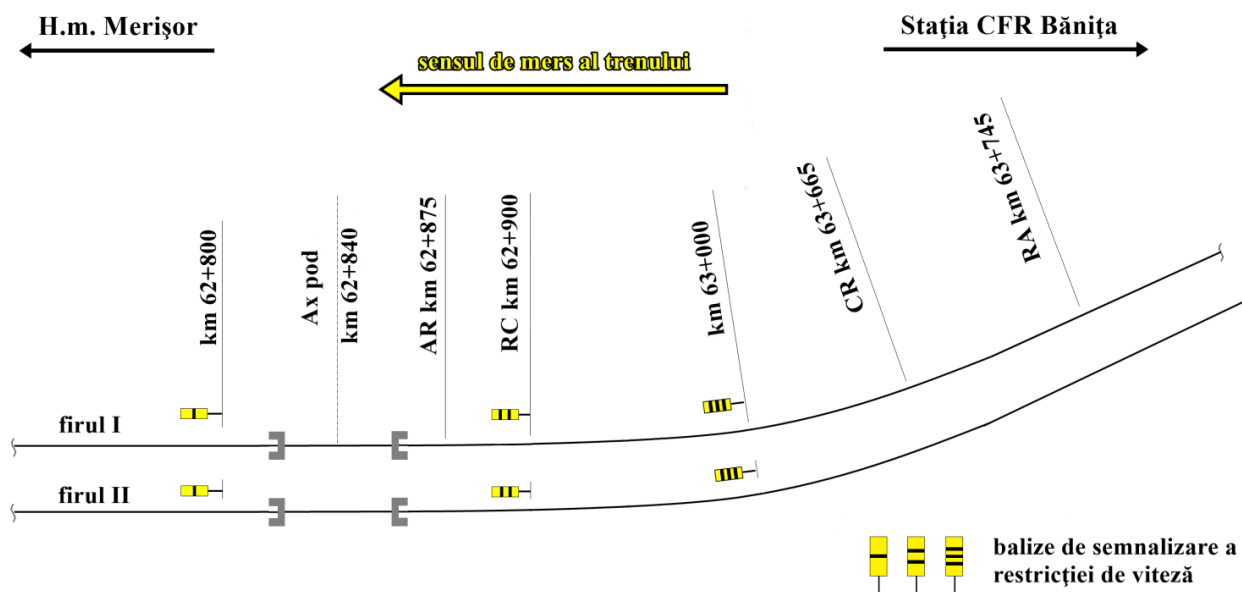 H.m. Merişor
Staţia CFR Băniţa
sensul de mers al trenului
km 62+800
Ax pod
km 62+840
AR km 62+875
RC km 62+900
km 63+000
CR km 63+665
RA km 63+745
firul I
firul II
balize de semnalizare a
restricţiei de viteză